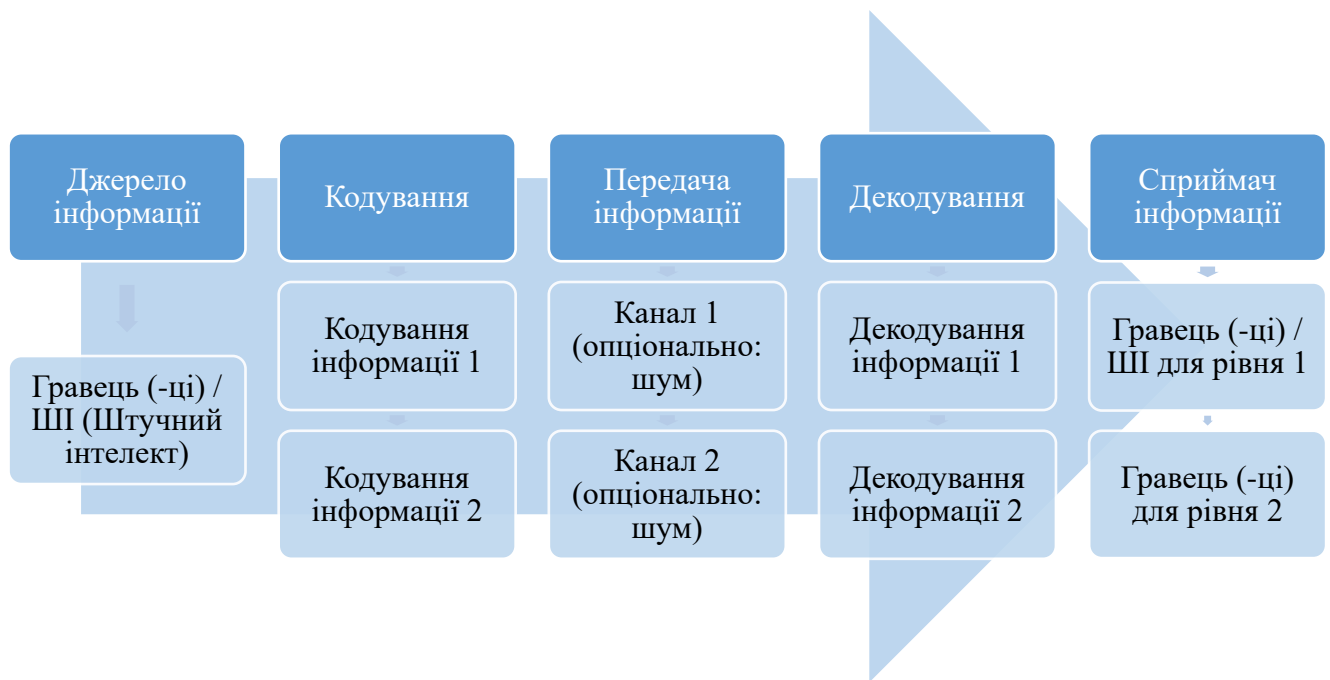 Джерело
інформації
Гравець (-ці) /
ШІ (Штучний
інтелект)
Кодування
Кодування
інформації 1
Кодування
інформації 2
Передача
інформації
Канал 1
(опціонально:
шум)
Канал 2
(опціонально:
шум)
Декодування
Декодування
інформації 1
Декодування
інформації 2
Сприймач
інформації
Гравець (-ці) /
ШІ для рівня 1
Гравець (-ці)
для рівня 2